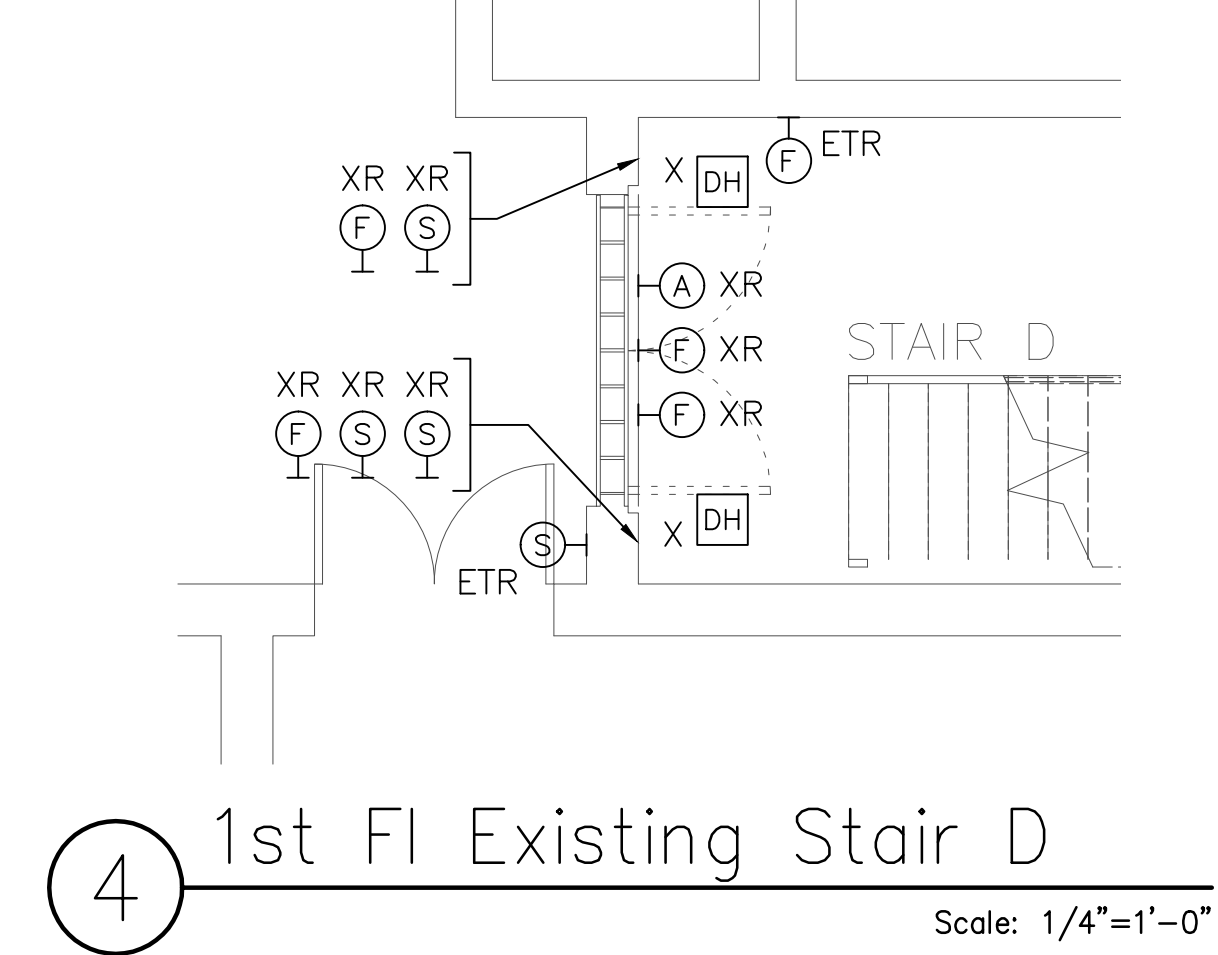 ETR
F
X
DH
XR XR
F S
A XR
F XR
F XR
STAIR D
XR XR XR
F S S
DH
X
S
ETR
1st Fl Existing Stair D
4
Scale: 1/4"=1'-0"